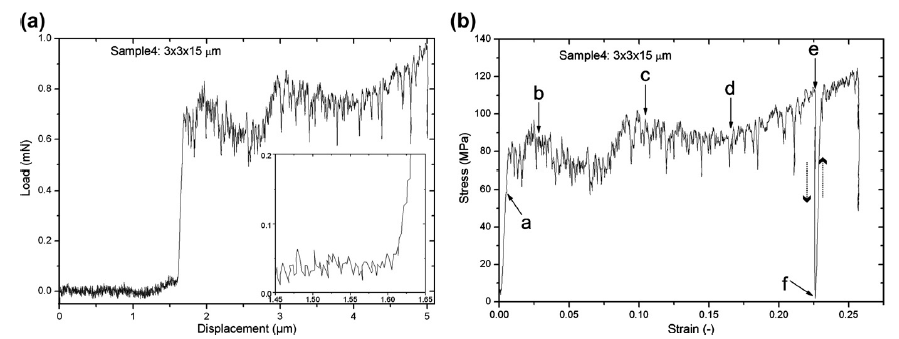 (a)
Sample4: 3x3x15 µm
Load (mN)
1.0
0.8
0.6
0.4
0.2
0.0
0 1 2 3 4 5
Displacement (µm)
0.2
0.1
0.0
1.45 1.50 1.55 1.60 1.65
(b)
Sample4: 3x3x15 µm
Stress (MPa)
140
120
100
80
60
40
20
0
0.00 0.05 0.10 0.15 0.20 0.25
Strain (-)
a
b
c
d
e
f